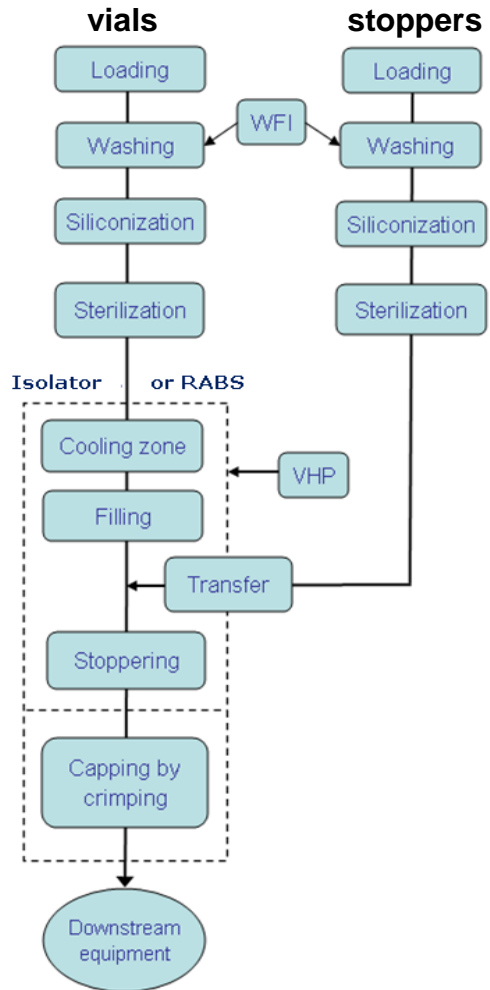 vials
stoppers
Loading
Loading
WFI
Washing
Washing
Siliconization
Siliconization
Sterilization
Sterilization
Isolator . or RABS
Cooling zone
VHP
Filling
Transfer
Stoppering
Capping by
crimping
Downstream
equipment